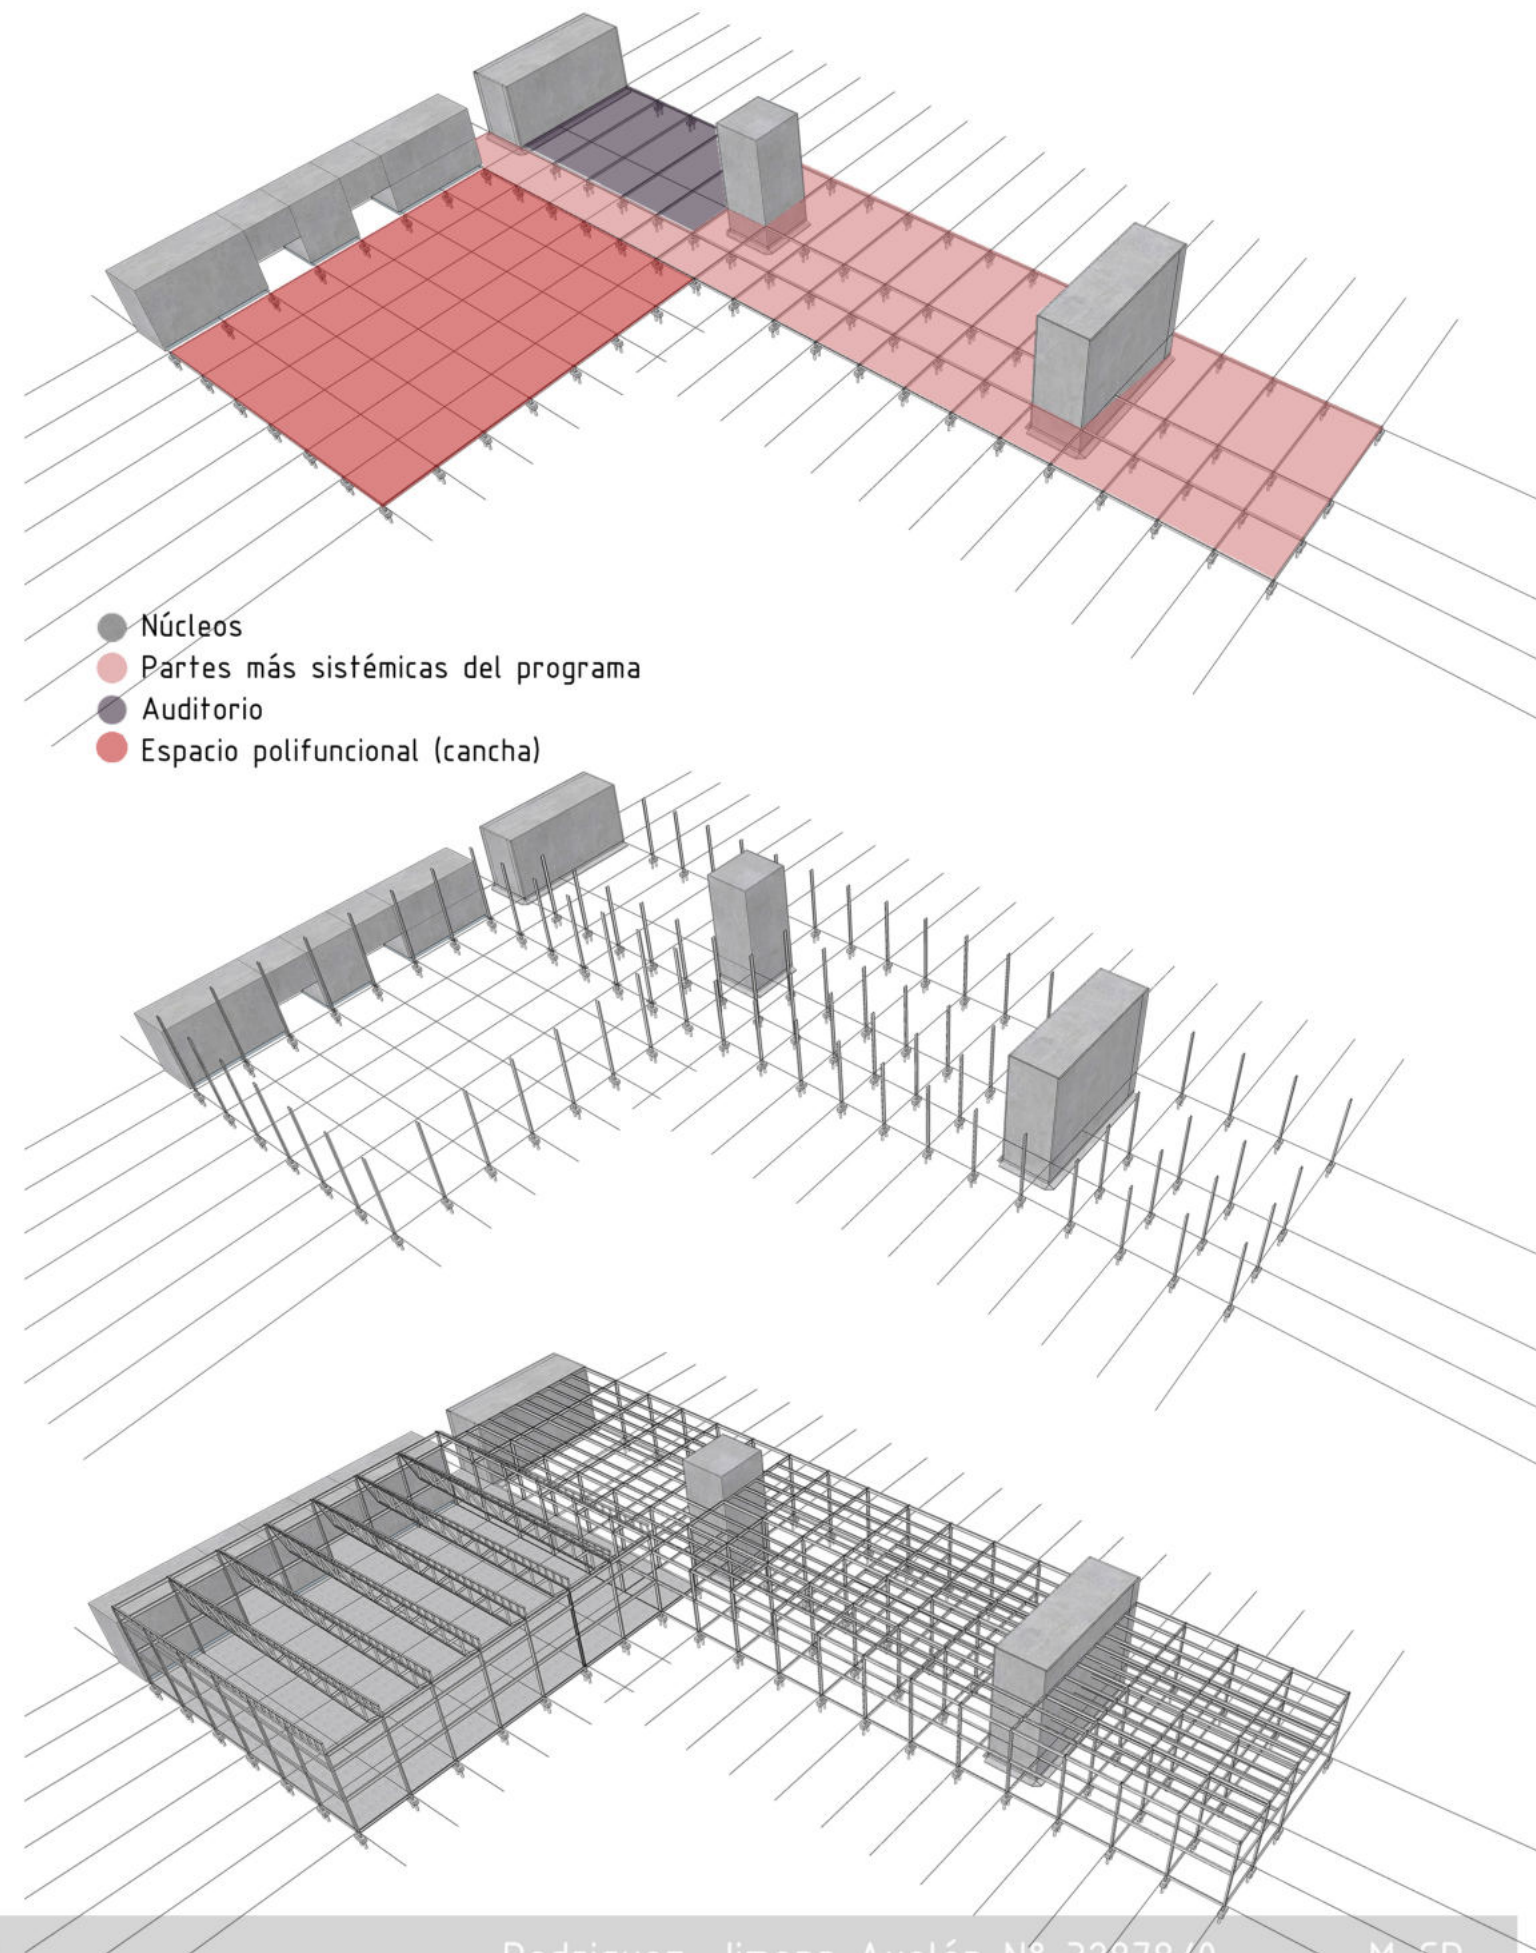 Núcleos
Partes más sistémicas del programa
Auditorio
Espacio polifuncional (cancha)